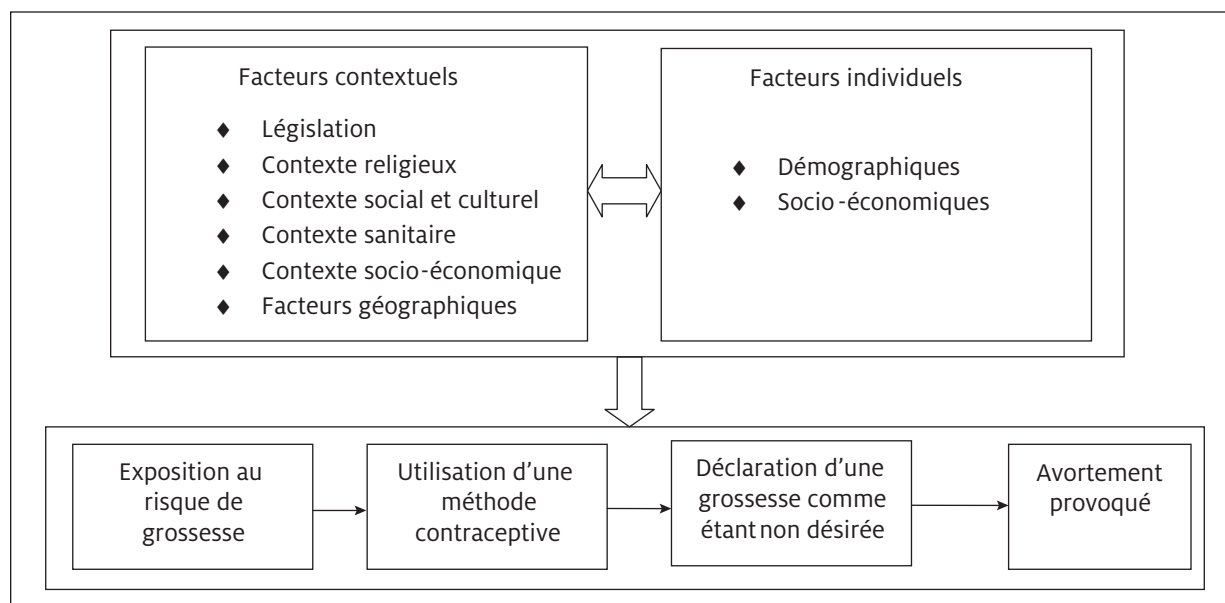 Facteurs contextuels
♦ Législation
♦ Contexte religieux
♦ Contexte social et culturel
♦ Contexte sanitaire
♦ Contexte socio-économique
♦ Facteurs géographiques
Facteurs individuels
♦ Démographiques
♦ Socio-économiques
Exposition au
risque de
grossesse
Utilisation d'une
méthode
contraceptive
Déclaration d'une
grossesse comme
étant non désirée
Avortement
provoqué